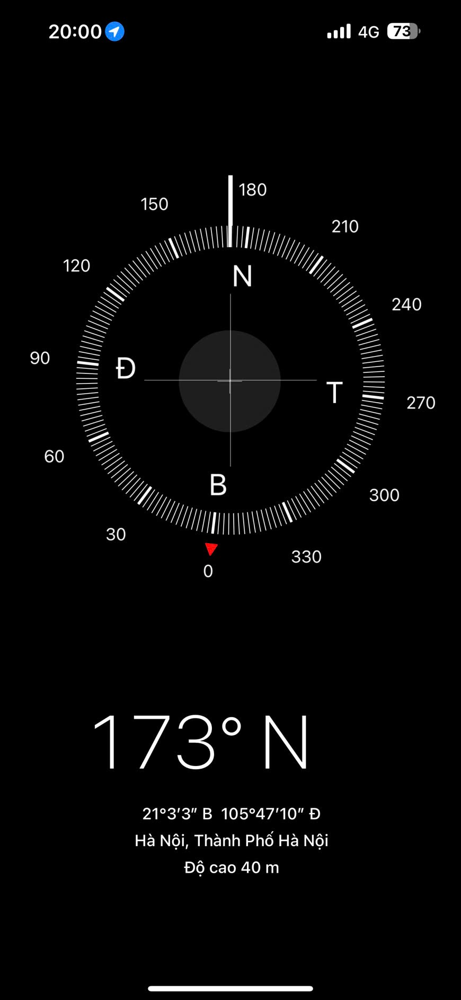 20:00 4G 73
180
150
210
120
N
240
90
Đ
T
270
60
B
300
30
330
0
173° N
21°3′3″ B 105°47′10″ Đ
Hà Nội, Thành Phố Hà Nội
Độ cao 40 m